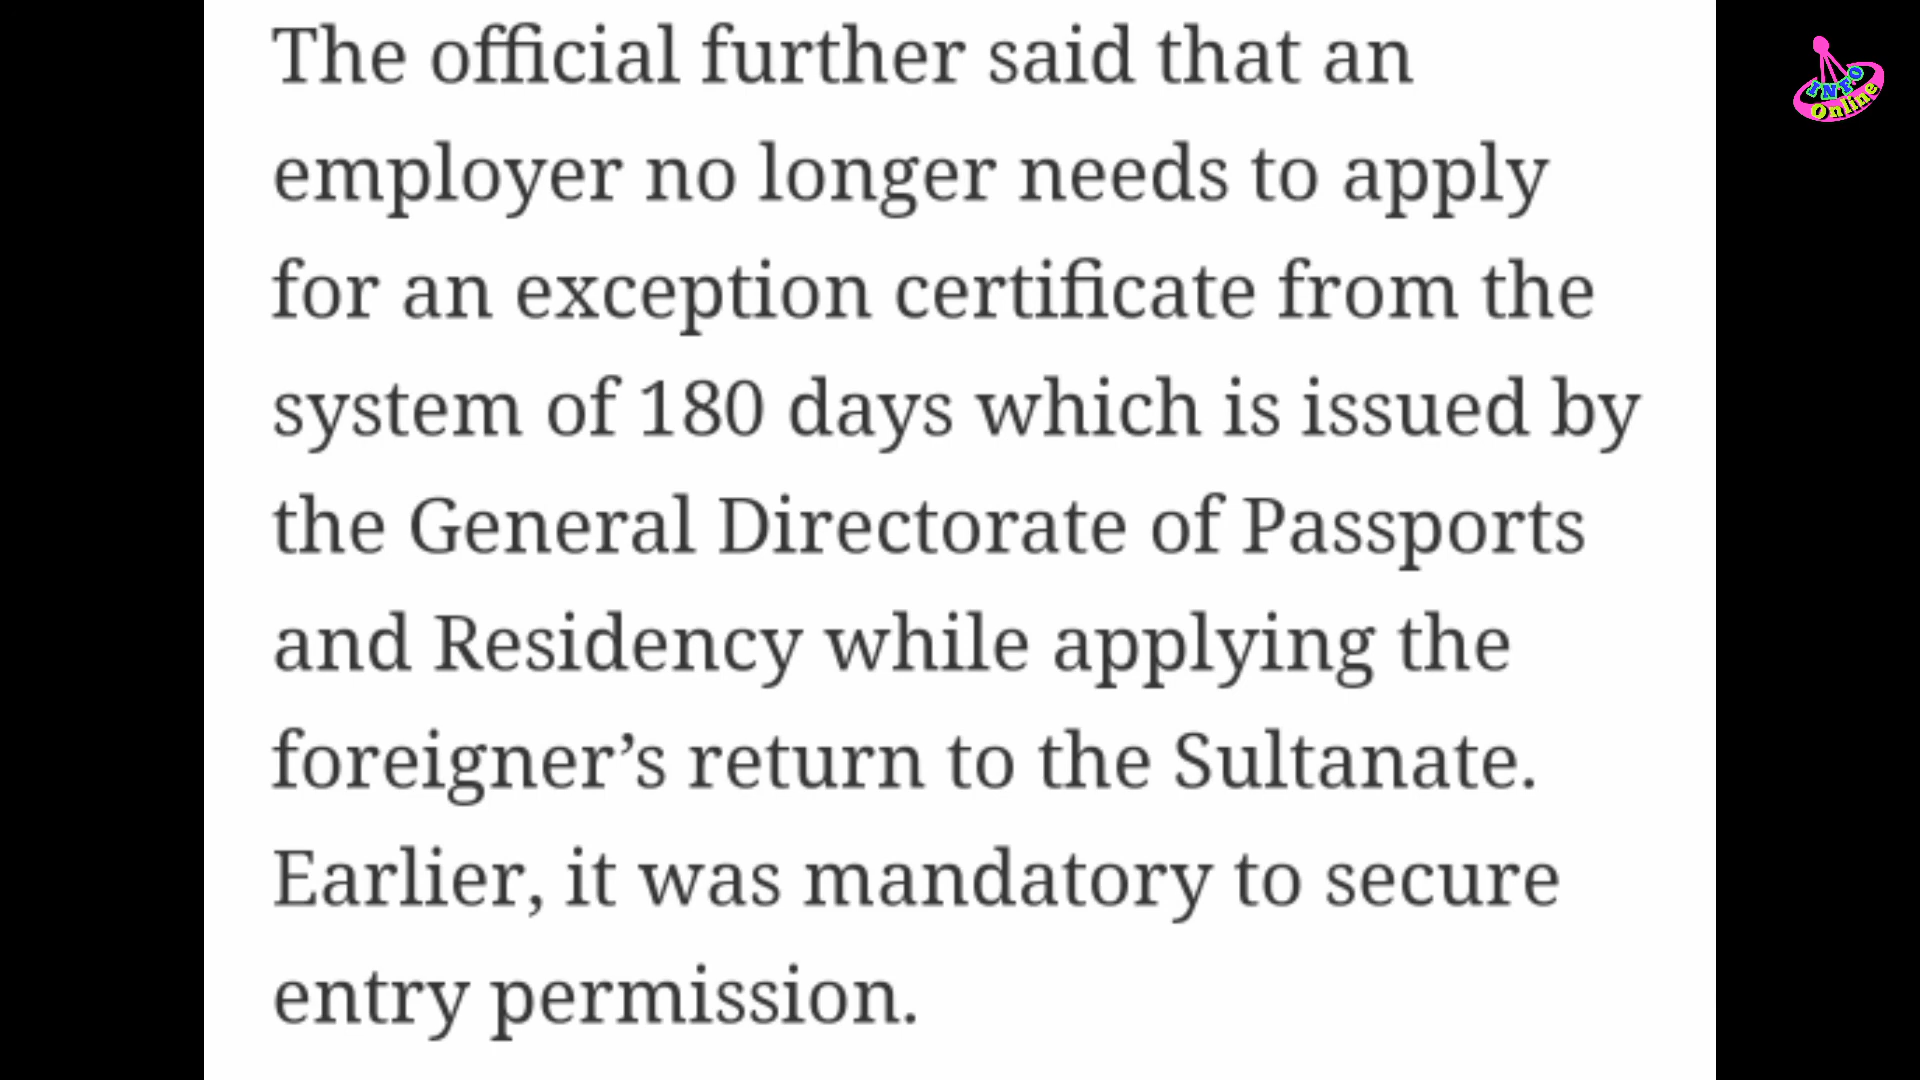 The official further said that an
employer no longer needs to apply
for an exception certificate from the
system of 180 days which is issued by
the General Directorate of Passports
and Residency while applying the
foreigner’s return to the Sultanate.
Earlier, it was mandatory to secure
entry permission.
INFO
Online